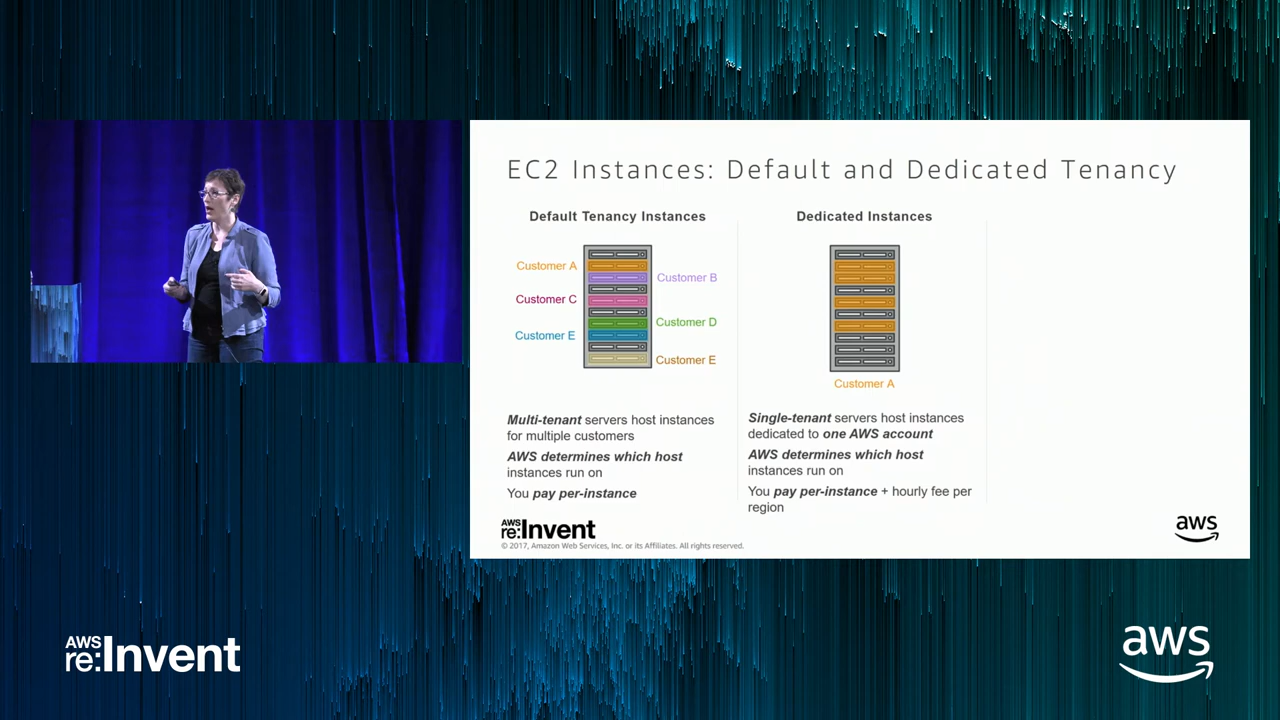 EC2 Instances: Default and Dedicated Tenancy
Default Tenancy Instances
Customer A
Customer B
Customer C
Customer D
Customer E
Customer E
Multi-tenant servers host instances
for multiple customers
AWS determines which host
instances run on
You pay per-instance
Dedicated Instances
Customer A
Single-tenant servers host instances
dedicated to one AWS account
AWS determines which host
instances run on
You pay per-instance + hourly fee per
region
AWS
re:Invent
© 2017, Amazon Web Services, Inc. or its Affiliates. All rights reserved.
aws
AWS
re:Invent
aws